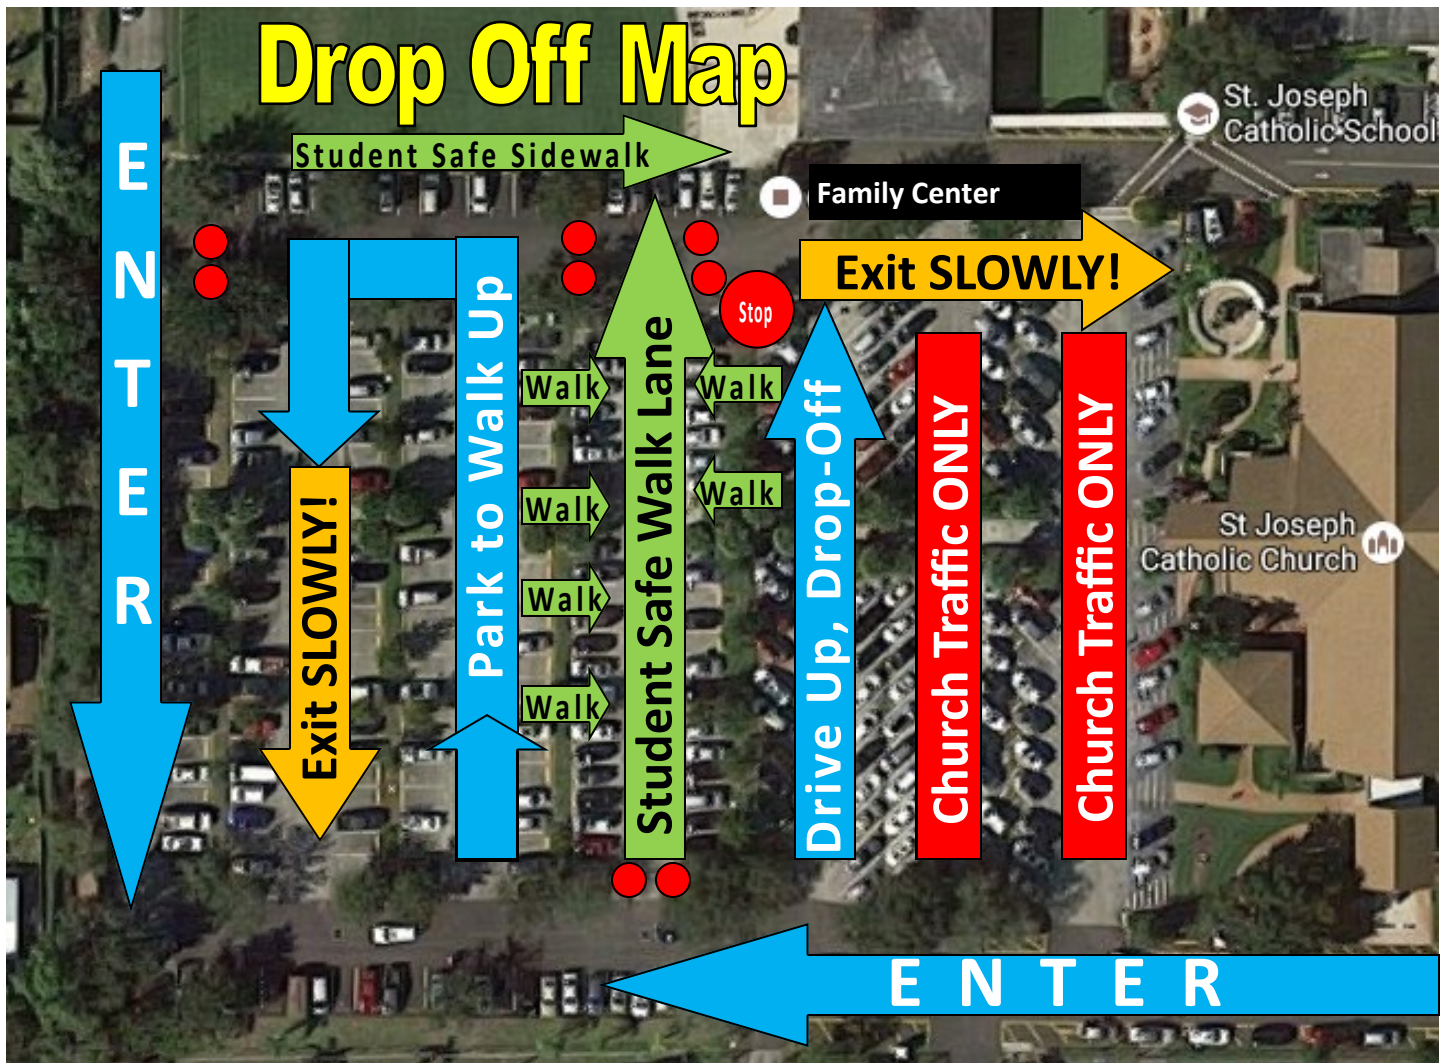 Drop Off Map
St. Joseph
Catholic School
Student Safe Sidewalk
Family Center
ENTER
Exit SLOWLY!
Stop
Park to Walk Up
Walk
Walk
Walk
Walk
Student Safe Walk Lane
Walk
Walk
Drive Up, Drop-Off
Church Traffic ONLY
Church Traffic ONLY
Exit SLOWLY!
St Joseph
Catholic Church
ENTER